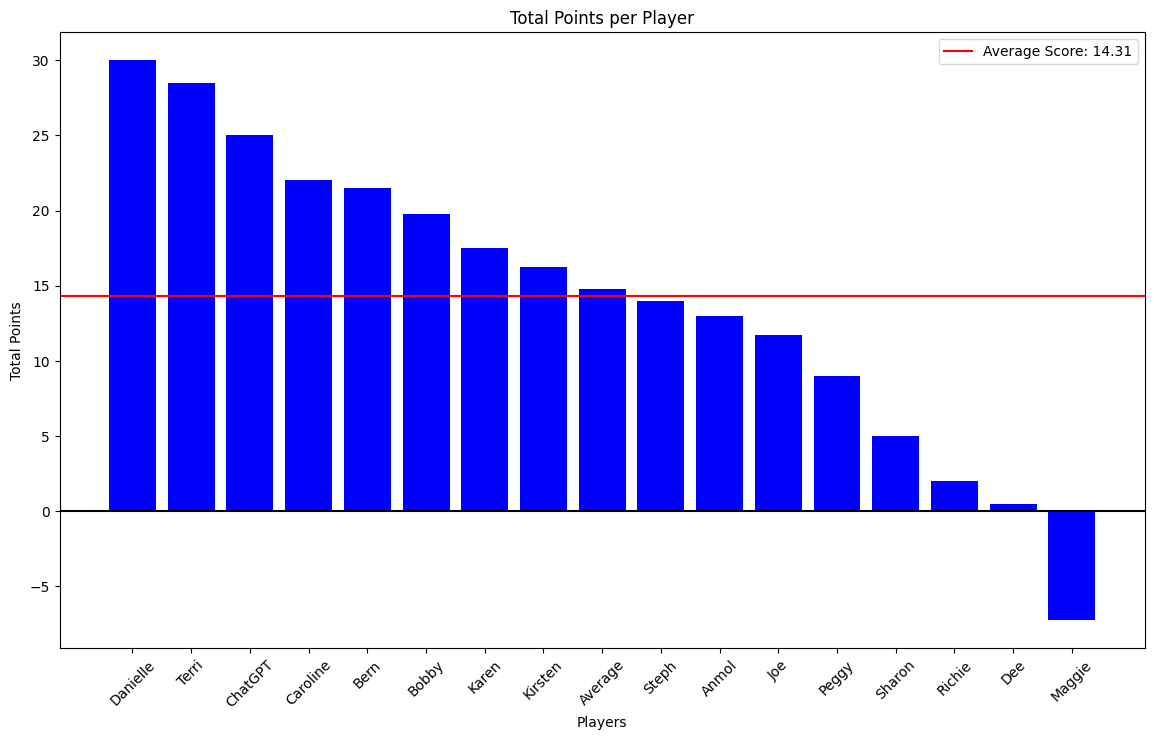 Total Points per Player
Average Score: 14.31
Total Points
30
25
20
15
10
5
0
−5
Danielle
Terri
ChatGPT
Caroline
Bern
Bobby
Karen
Kirsten
Average
Steph
Anmol
Joe
Peggy
Sharon
Richie
Dee
Maggie
Players